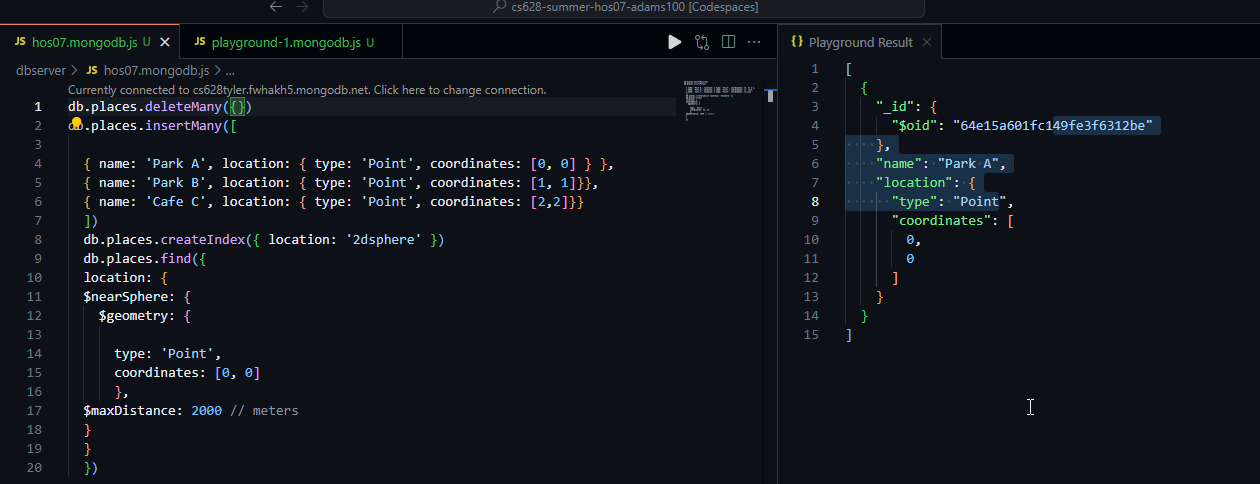 cs628-summer-hos07-adams100 [Codespaces]
JS hos07.mongodb.js U
JS playground-1.mongodb.js U
{} Playground Result
dbserver > JS hos07.mongodb.js > ...
Currently connected to cs628tyler.fwhakh5.mongodb.net. Click here to change connection.
1 db.places.deleteMany({})
2 db.places.insertMany([
3
4 { name: 'Park A', location: { type: 'Point', coordinates: [0, 0] } },
5 { name: 'Park B', location: { type: 'Point', coordinates: [1, 1]}},
6 { name: 'Cafe C', location: { type: 'Point', coordinates: [2,2]}}
7 ])
8 db.places.createIndex({ location: '2dsphere' })
9 db.places.find({
10 location: {
11 $nearSphere: {
12 $geometry: {
13
14 type: 'Point',
15 coordinates: [0, 0]
16 },
17 $maxDistance: 2000 // meters
18 }
19 }
20 })
1 [
2 {
3 "_id": {
4 "$oid": "64e15a601fc149fe3f6312be"
5 },
6 "name": "Park A",
7 "location": {
8 "type": "Point",
9 "coordinates": [
10 0,
11 0
12 ]
13 }
14 }
15 ]